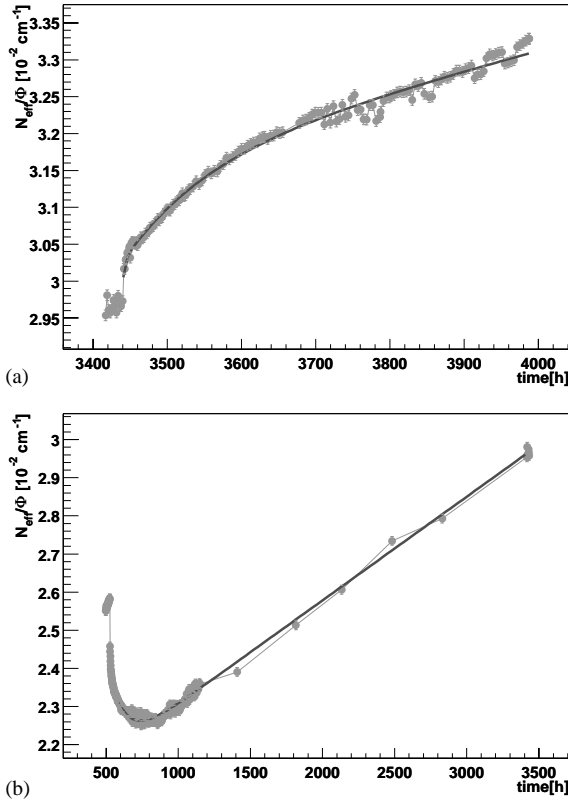 N_eff/Φ [10^-2 cm^-1]
3.35
3.3
3.25
3.2
3.15
3.1
3.05
3
2.95
3400 3500 3600 3700 3800 3900 4000
time[h]
(a)
N_eff/Φ [10^-2 cm^-1]
3
2.9
2.8
2.7
2.6
2.5
2.4
2.3
2.2
500 1000 1500 2000 2500 3000 3500
time[h]
(b)